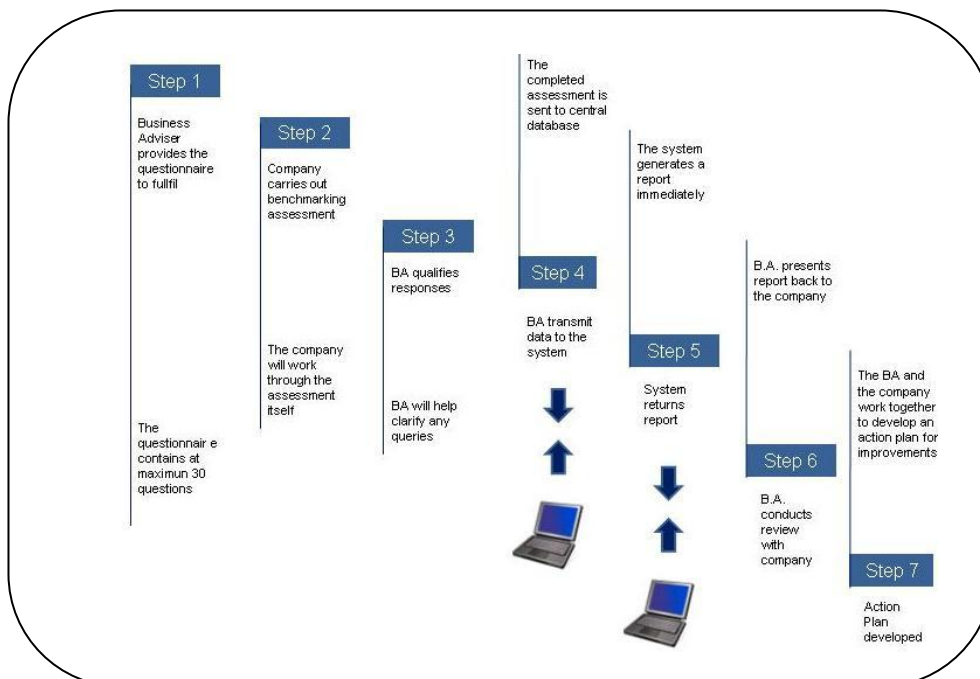 Step 1
Business
Adviser
provides the
questionnaire
to fullfil
The
questionnair e
contains at
maximun 30
questions
Step 2
Company
carries out
benchmarking
assessment
The company
will work
through the
assessment
itself
Step 3
BA qualifies
responses
BA will help
clarify any
queries
The
completed
assessment is
sent to central
database
Step 4
BA transmit
data to the
system
The system
generates a
report
immediately
Step 5
System
returns
report
B.A. presents
report back to
the company
Step 6
B.A.
conducts
review
with
company
The BA and
the company
work together
to develop an
action plan for
improvements
Step 7
Action
Plan
developed